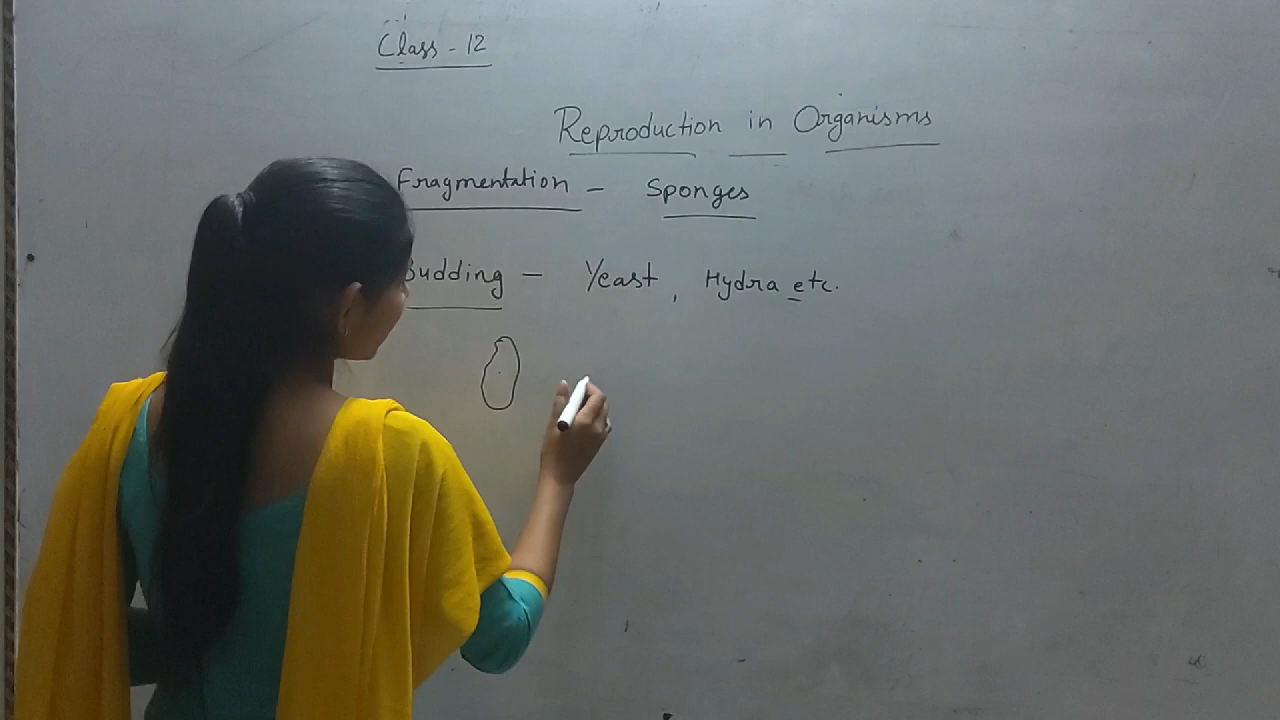 Class - 12
Reproduction in Organisms
Fragmentation - Sponges
Budding - Yeast, Hydra etc.